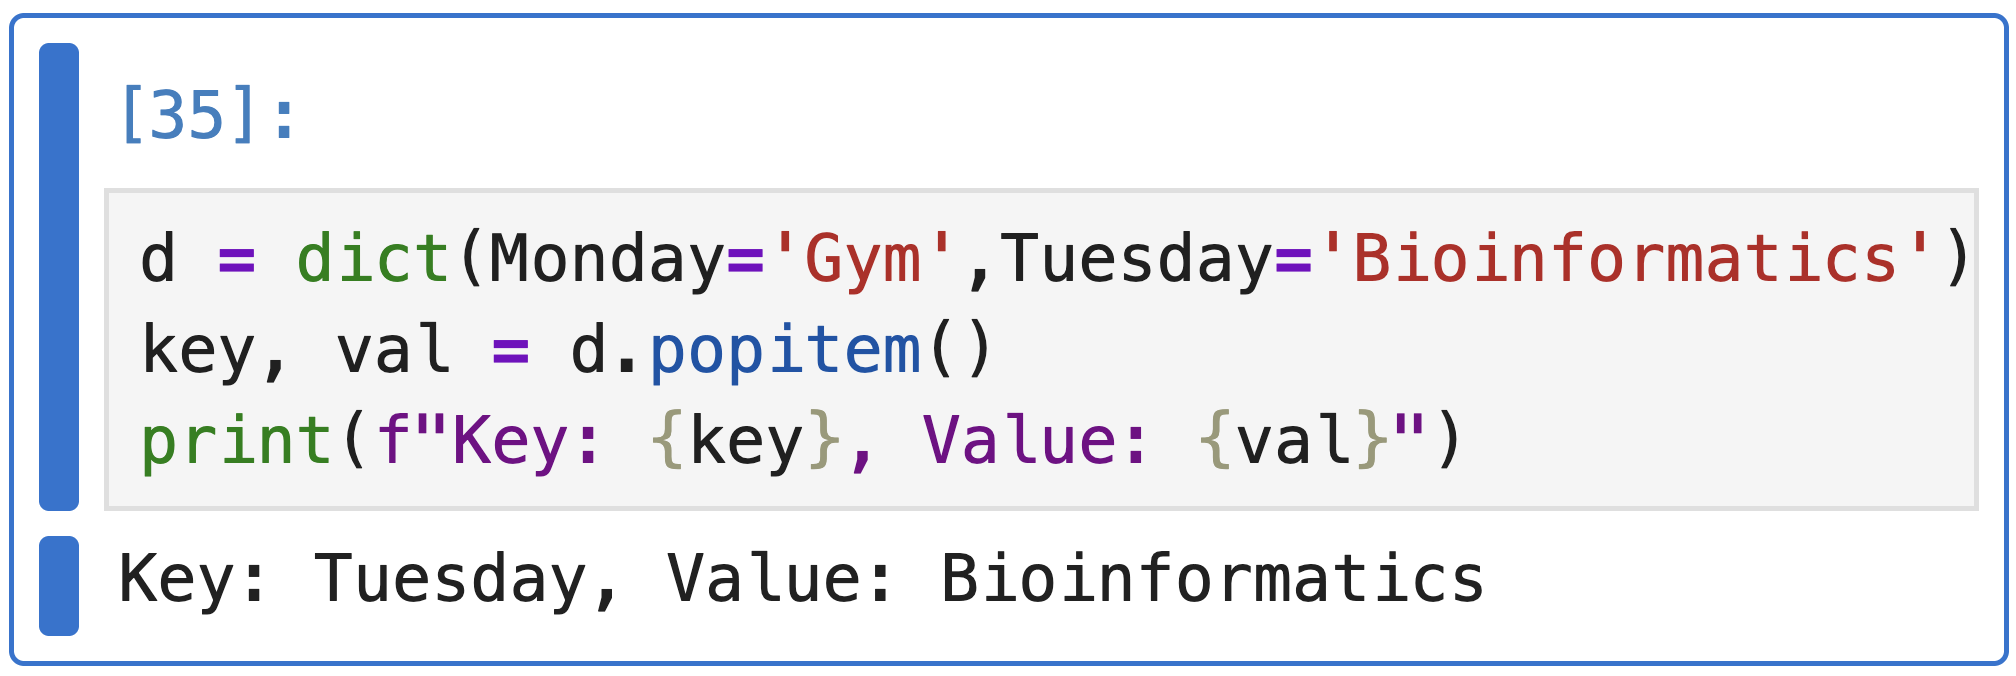 [35]:
d = dict(Monday='Gym',Tuesday='Bioinformatics')
key, val = d.popitem()
print(f"Key: {key}, Value: {val}")
Key: Tuesday, Value: Bioinformatics